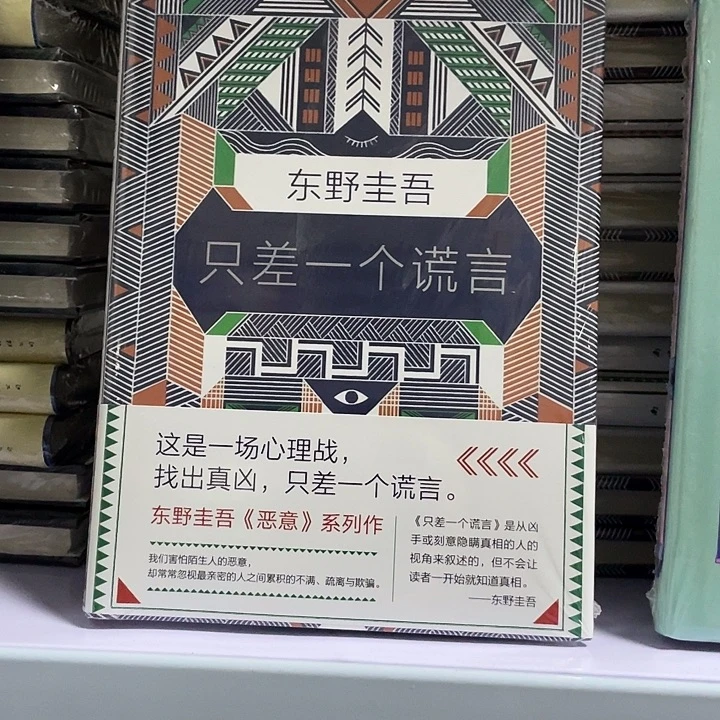 东野圭吾
只差一个谎言
这是一场心理战，
找出真凶，只差一个谎言。
东野圭吾《恶意》系列作
我们害怕陌生人的恶意，
却常常忽视最亲密的人之间累积的不满、疏离与欺骗。
《只差一个谎言》是从凶
手或刻意隐瞒真相的人的
视角来叙述的，但不会让
读者一开始就知道真相。
——东野圭吾